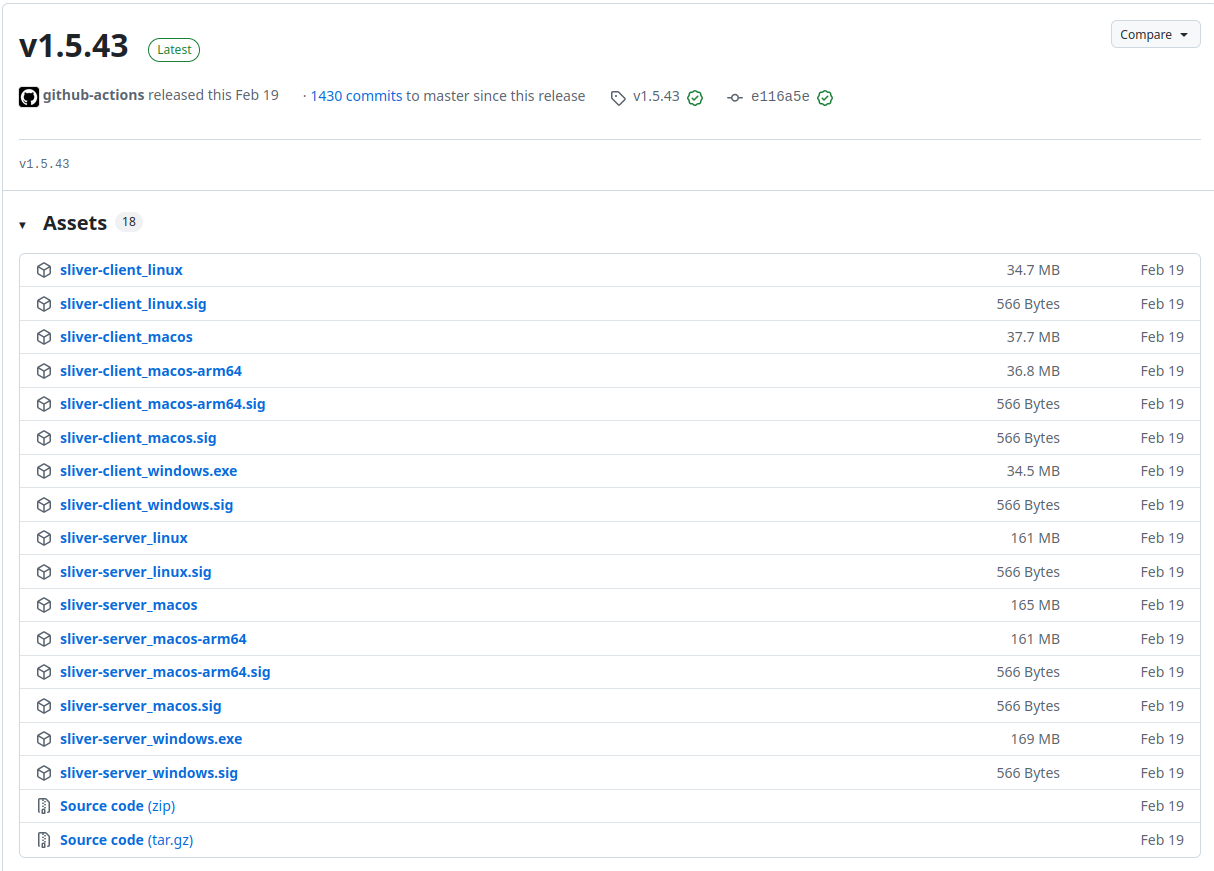 v1.5.43 Latest Compare
github-actions released this Feb 19 · 1430 commits to master since this release v1.5.43 e116a5e
v1.5.43
Assets 18
sliver-client_linux 34.7 MB Feb 19
sliver-client_linux.sig 566 Bytes Feb 19
sliver-client_macos 37.7 MB Feb 19
sliver-client_macos-arm64 36.8 MB Feb 19
sliver-client_macos-arm64.sig 566 Bytes Feb 19
sliver-client_macos.sig 566 Bytes Feb 19
sliver-client_windows.exe 34.5 MB Feb 19
sliver-client_windows.sig 566 Bytes Feb 19
sliver-server_linux 161 MB Feb 19
sliver-server_linux.sig 566 Bytes Feb 19
sliver-server_macos 165 MB Feb 19
sliver-server_macos-arm64 161 MB Feb 19
sliver-server_macos-arm64.sig 566 Bytes Feb 19
sliver-server_macos.sig 566 Bytes Feb 19
sliver-server_windows.exe 169 MB Feb 19
sliver-server_windows.sig 566 Bytes Feb 19
Source code (zip) Feb 19
Source code (tar.gz) Feb 19